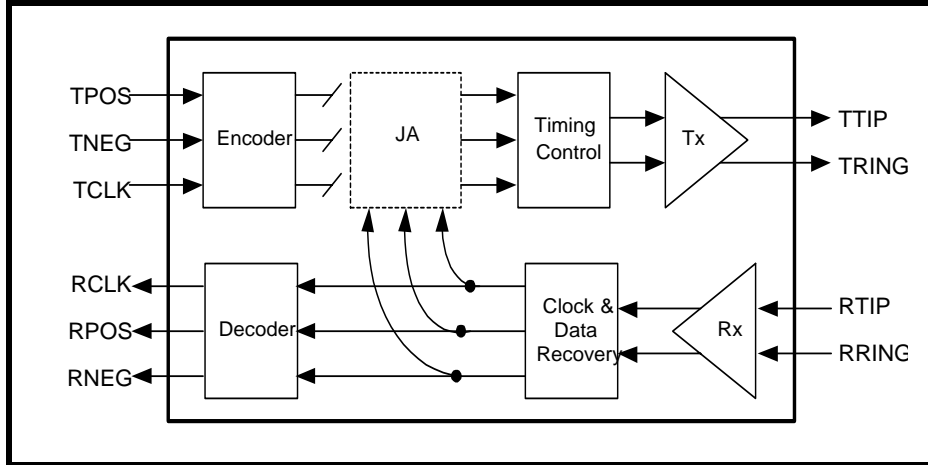 TPOS
TNEG
TCLK
Encoder
JA
Timing
Control
Tx
TTIP
TRING
RCLK
RPOS
RNEG
Decoder
Clock &
Data
Recovery
Rx
RTIP
RRING